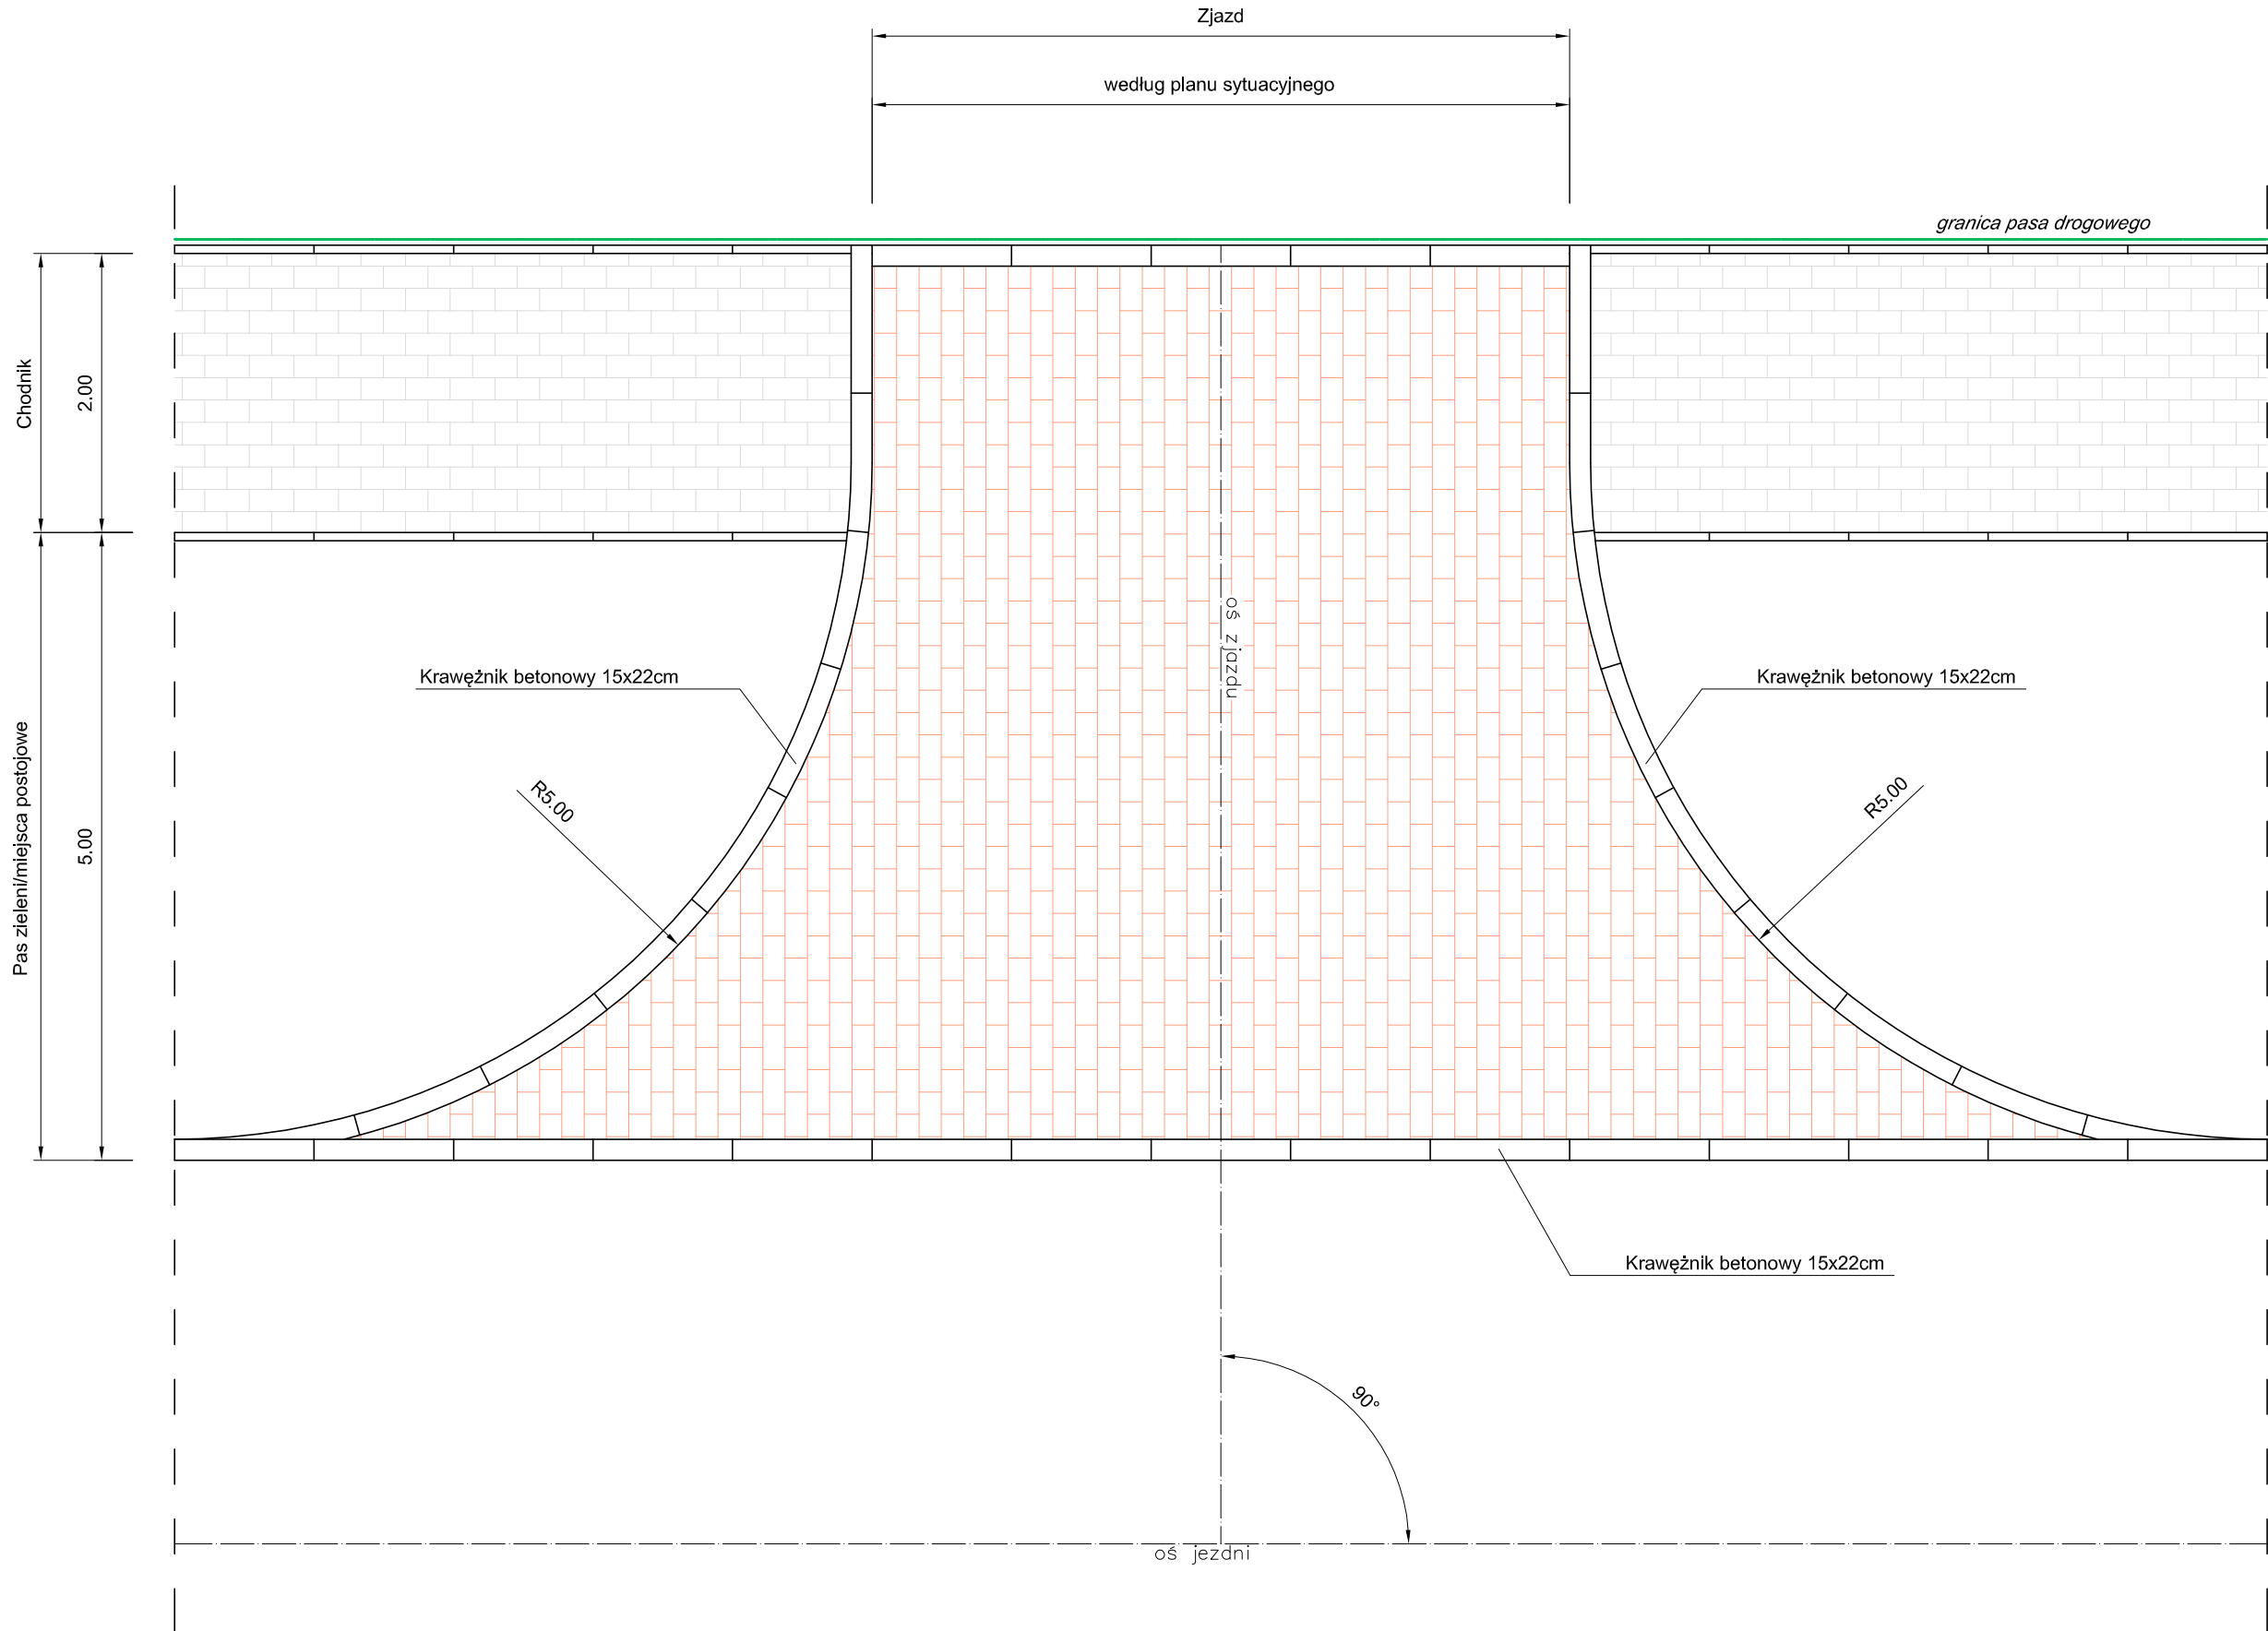 Zjazd
według planu sytuacyjnego
granica pasa drogowego
Chodnik
2.00
oś zjazdu
Krawężnik betonowy 15x22cm
Krawężnik betonowy 15x22cm
R5.00
R5.00
Pas zieleni/miejsca postojowe
5.00
Krawężnik betonowy 15x22cm
90°
oś jezdni